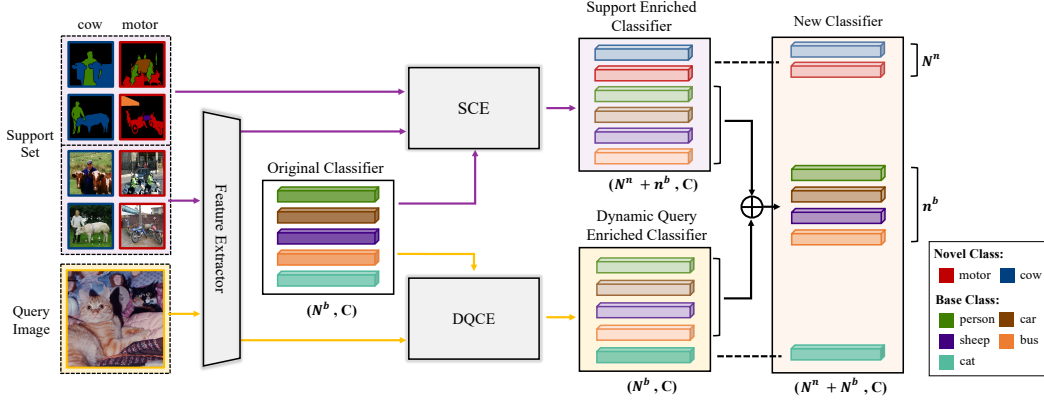 cow motor
Support
Set
Query
Image
Feature Extractor
Original Classifier
(N^b, C)
SCE
DQCE
Support Enriched
Classifier
(N^n + n^b, C)
Dynamic Query
Enriched Classifier
(N^b, C)
New Classifier
N^n
n^b
(N^n + N^b, C)
Novel Class:
motor cow
Base Class:
person car
sheep bus
cat